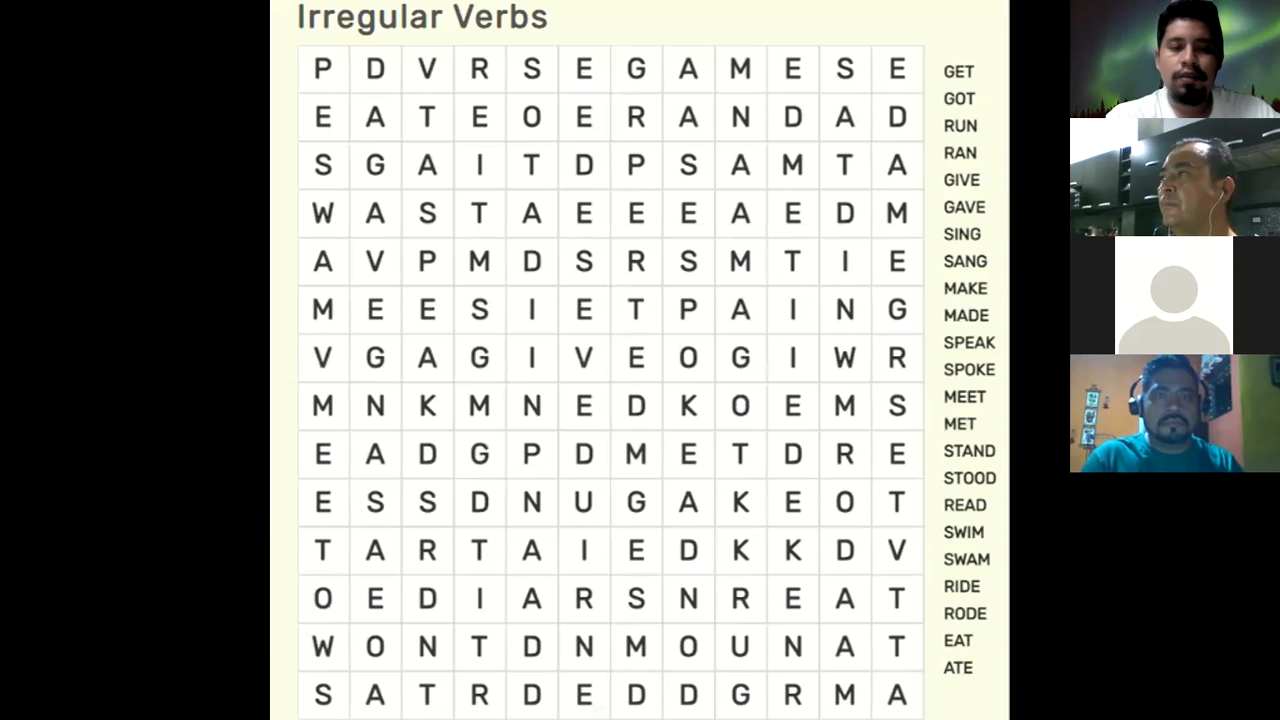 Irregular Verbs
P D V R S E G A M E S E
E A T E O E R A N D A D
S G A I T D P S A M T A
W A S T A E E E A E D M
A V P M D S R S M T I E
M E E S I E T P A I N G
V G A G I V E O G I W R
M N K M N E D K O E M S
E A D G P D M E T D R E
E S S D N U G A K E O T
T A R T A I E D K K D V
O E D I A R S N R E A T
W O N T D N M O U N A T
S A T R D E D D G R M A
GET
GOT
RUN
RAN
GIVE
GAVE
SING
SANG
MAKE
MADE
SPEAK
SPOKE
MEET
MET
STAND
STOOD
READ
SWIM
SWAM
RIDE
RODE
EAT
ATE